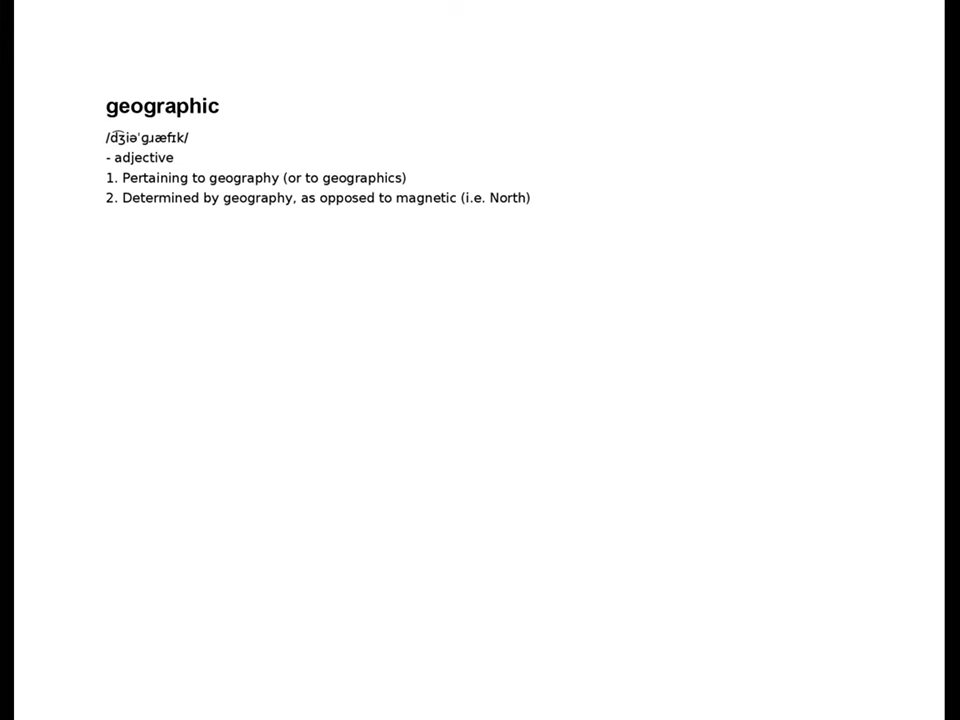 geographic
/d͡ʒiəˈɡɹæfɪk/
- adjective
1. Pertaining to geography (or to geographics)
2. Determined by geography, as opposed to magnetic (i.e. North)